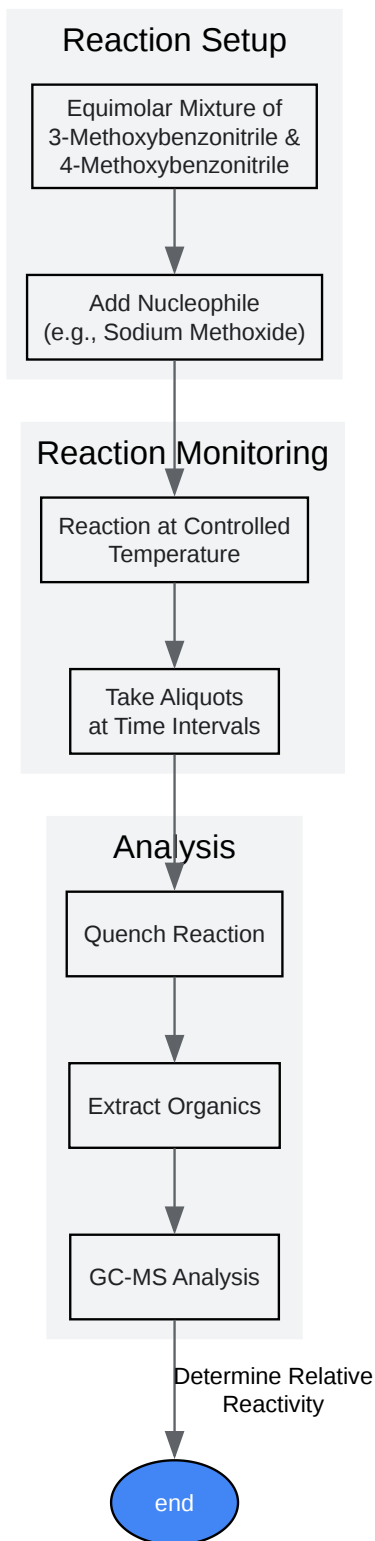 Reaction Setup
Equimolar Mixture of
3-Methoxybenzonitrile &
4-Methoxybenzonitrile
Add Nucleophile
(e.g., Sodium Methoxide)
Reaction Monitoring
Reaction at Controlled
Temperature
Take Aliquots
at Time Intervals
Analysis
Quench Reaction
Extract Organics
GC-MS Analysis
Determine Relative
Reactivity
end